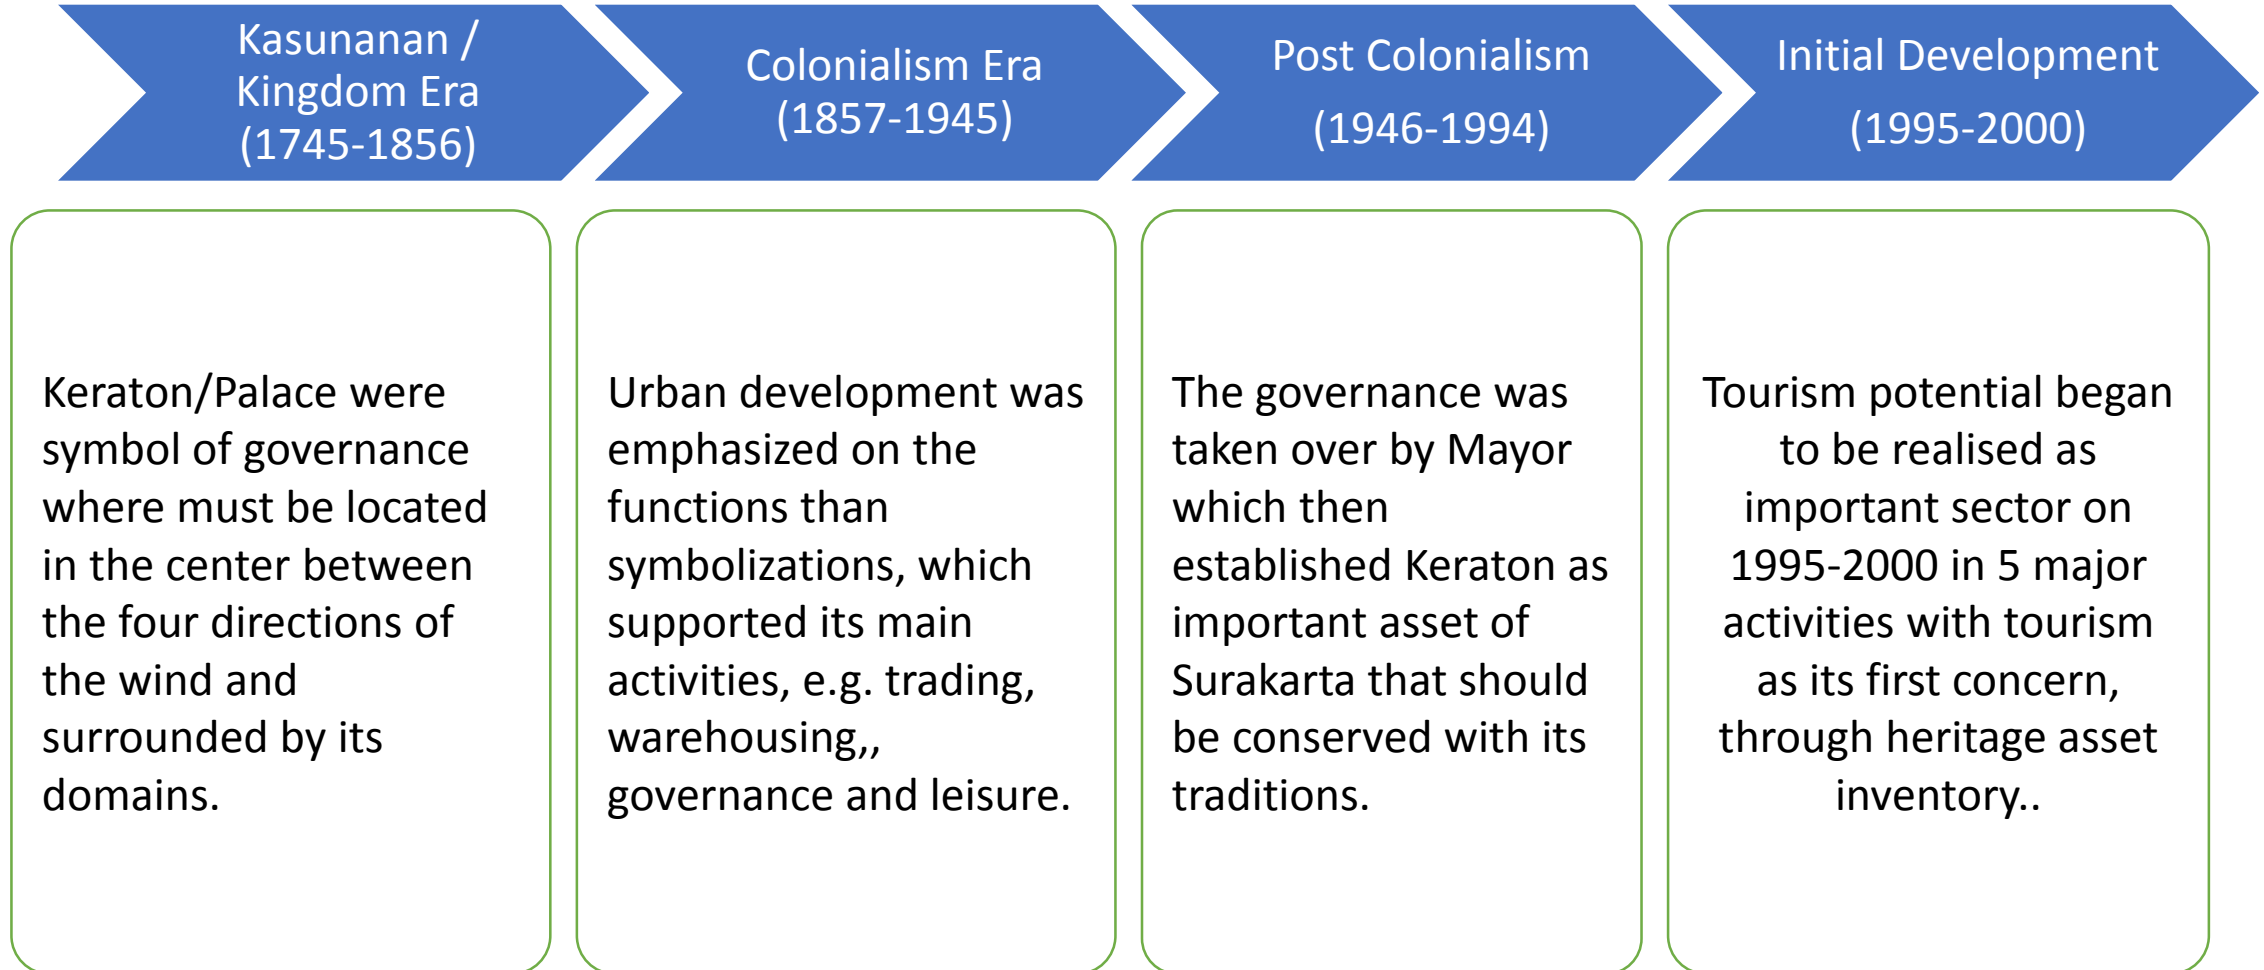 Kasunanan /
Kingdom Era
(1745-1856)
Colonialism Era
(1857-1945)
Post Colonialism
(1946-1994)
Initial Development
(1995-2000)
Keraton/Palace were
symbol of governance
where must be located
in the center between
the four directions of
the wind and
surrounded by its
domains.
Urban development was
emphasized on the
functions than
symbolizations, which
supported its main
activities, e.g. trading,
warehousing,,
governance and leisure.
The governance was
taken over by Mayor
which then
established Keraton as
important asset of
Surakarta that should
be conserved with its
traditions.
Tourism potential began
to be realised as
important sector on
1995-2000 in 5 major
activities with tourism
as its first concern,
through heritage asset
inventory..